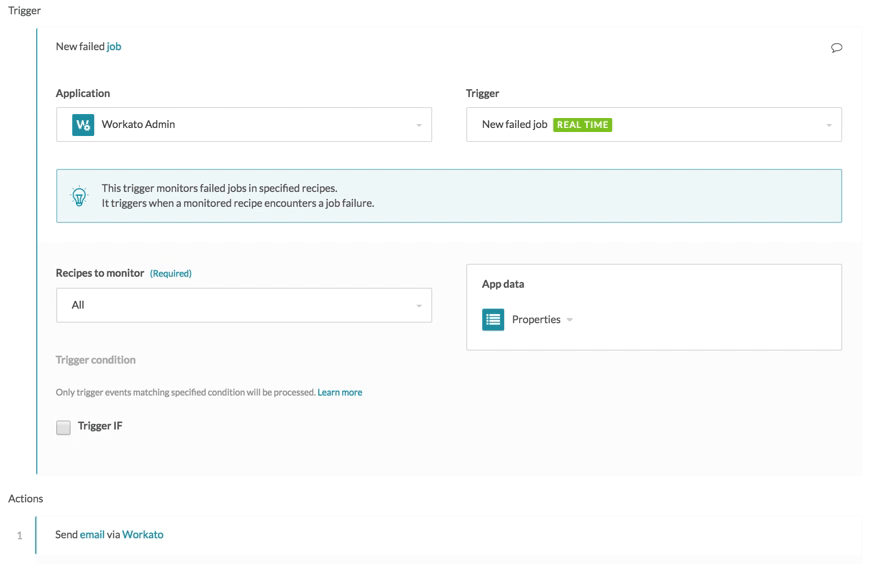 Trigger
New failed job
Application
Trigger
Workato Admin
New failed job REAL TIME
This trigger monitors failed jobs in specified recipes.
It triggers when a monitored recipe encounters a job failure.
Recipes to monitor (Required)
All
App data
Properties
Trigger condition
Only trigger events matching specified condition will be processed. Learn more
Trigger IF
Actions
1 Send email via Workato